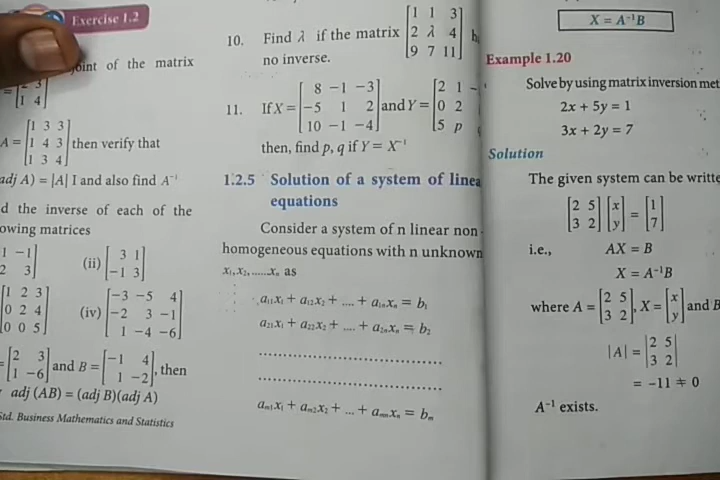 Exercise 1.2
joint of the matrix
= [2 3
1 4]
A = [1 3 3
1 4 3
1 3 4] then verify that
adj A) = |A| I and also find A⁻¹
d the inverse of each of the
owing matrices
1 −1
2 3]
(ii) [3 1
−1 3]
[1 2 3
0 2 4
0 0 5]
(iv) [−3 −5 4
−2 3 −1
1 −4 −6]
= [2 3
1 −6] and B = [−1 4
1 −2], then
adj (AB) = (adj B)(adj A)
Std. Business Mathematics and Statistics
10. Find λ if the matrix [1 1 3
2 λ 4
9 7 11] h
no inverse.
11. If X = [8 −1 −3
−5 1 2
10 −1 −4] and Y = [2 1 −
0 2
5 p q
then, find p, q if Y = X⁻¹
1.2.5 Solution of a system of linea
equations
Consider a system of n linear non-
homogeneous equations with n unknown
x₁, x₂, ......xₙ as
a₁₁x₁ + a₁₂x₂ + .... + a₁ₙxₙ = b₁
a₂₁x₁ + a₂₂x₂ + .... + a₂ₙxₙ = b₂
........................................
........................................
aₘ₁x₁ + aₘ₂x₂ + ... + aₘₙxₙ = bₘ
X = A⁻¹B
Example 1.20
Solve by using matrix inversion met
2x + 5y = 1
3x + 2y = 7
Solution
The given system can be writte
[2 5
3 2] [x
y] = [1
7]
i.e., AX = B
X = A⁻¹B
where A = [2 5
3 2], X = [x
y] and B
|A| = |2 5
3 2|
= −11 ≠ 0
A⁻¹ exists.